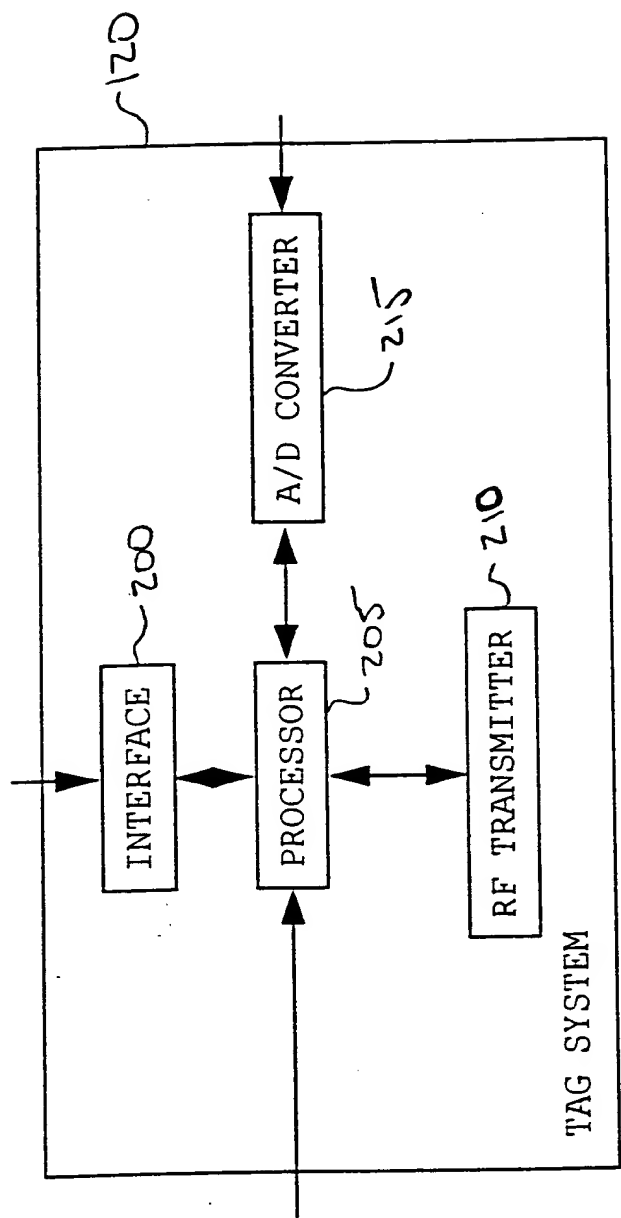 120
INTERFACE
200
PROCESSOR
205
A/D CONVERTER
215
RF TRANSMITTER
210
TAG SYSTEM